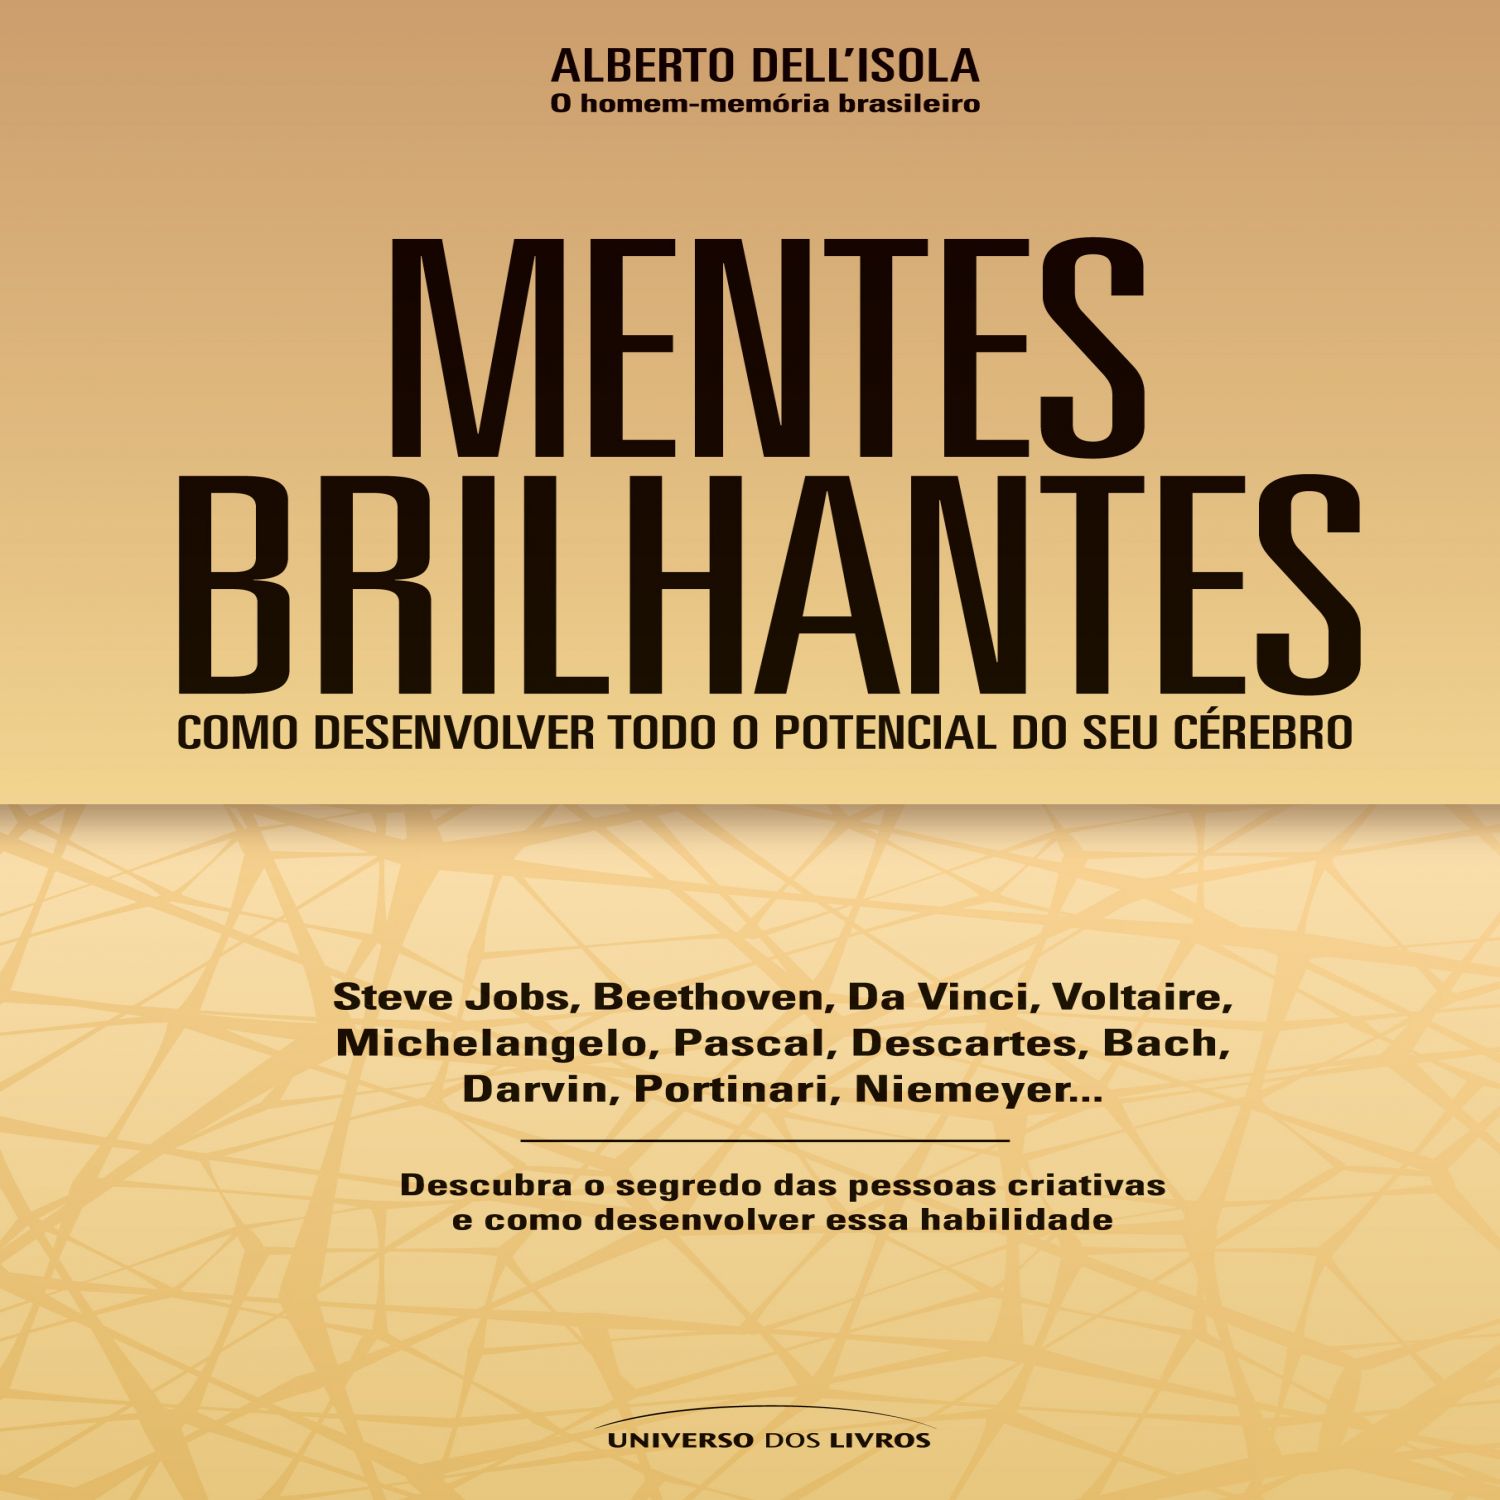 ALBERTO DELL'ISOLA
O homem-memória brasileiro
MENTES
BRILHANTES
COMO DESENVOLVER TODO O POTENCIAL DO SEU CÉREBRO
Steve Jobs, Beethoven, Da Vinci, Voltaire,
Michelangelo, Pascal, Descartes, Bach,
Darvin, Portinari, Niemeyer...
Descubra o segredo das pessoas criativas
e como desenvolver essa habilidade
UNIVERSO DOS LIVROS